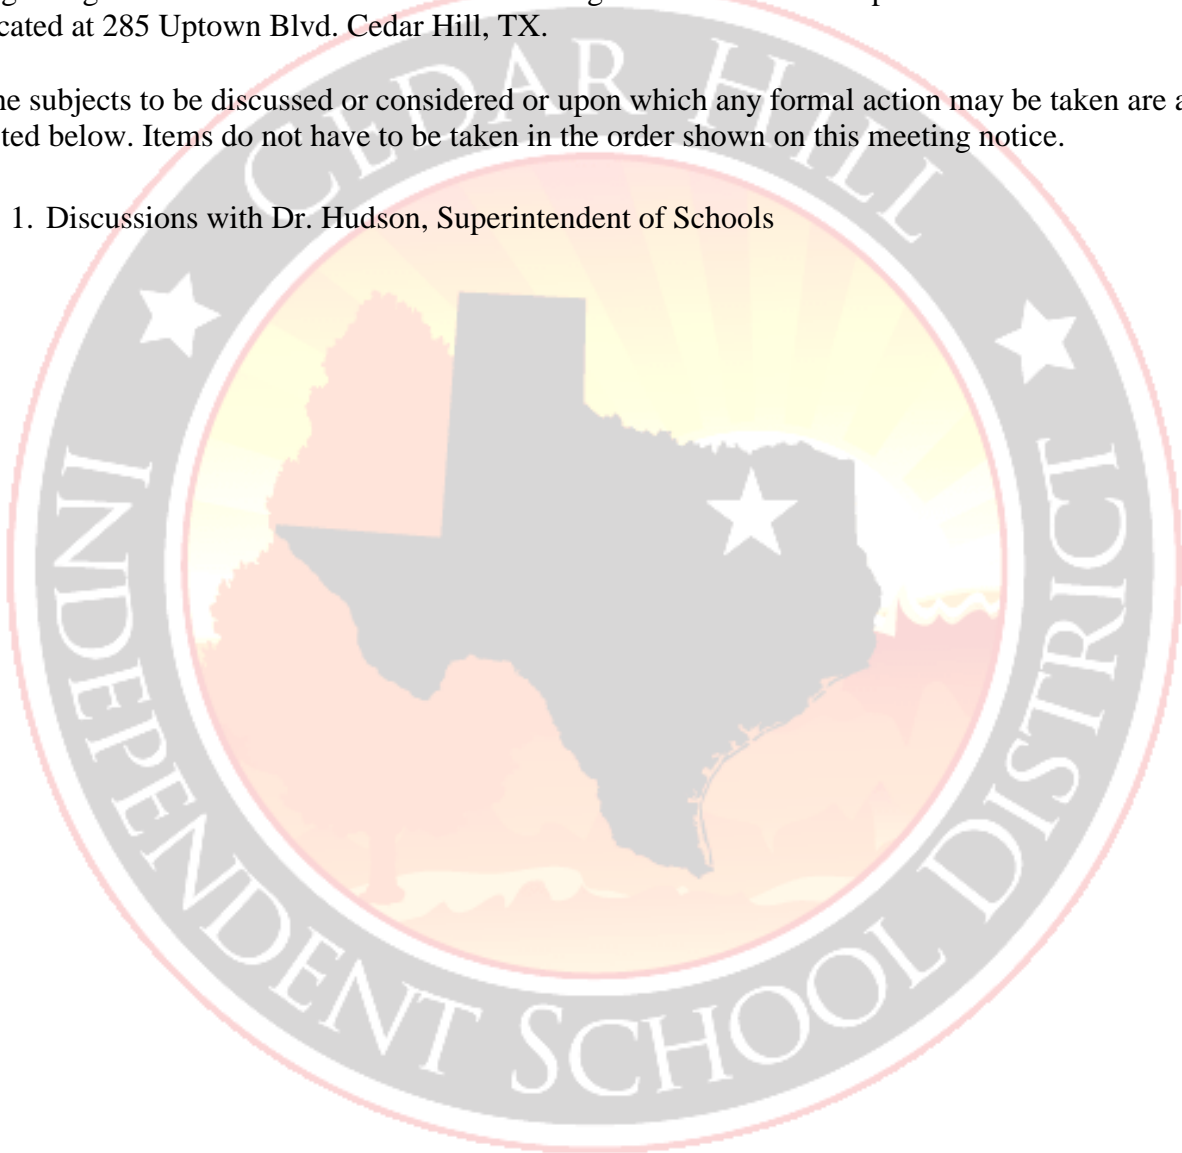 cated at 285 Uptown Blvd. Cedar Hill, TX.
ne subjects to be discussed or considered or upon which any formal action may be taken are a
ted below. Items do not have to be taken in the order shown on this meeting notice.
1. Discussions with Dr. Hudson, Superintendent of Schools
CEDAR HILL
INDEPENDENT SCHOOL DISTRICT